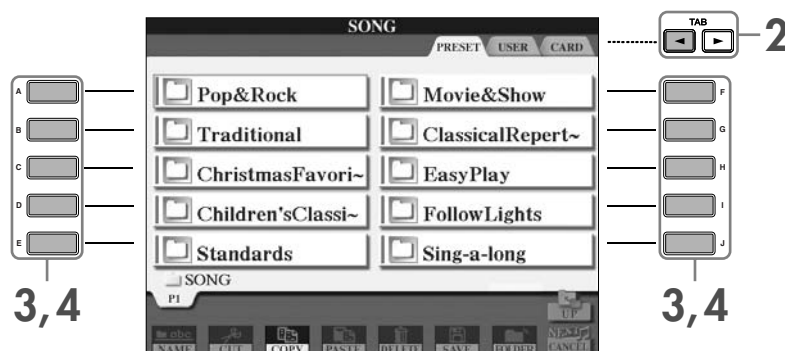 SONG
TAB
PRESET USER CARD
2
A Pop&Rock Movie&Show F
B Traditional ClassicalRepert~ G
C ChristmasFavori~ EasyPlay H
D Children'sClassi~ FollowLights I
E Standards Sing-a-long J
SONG
3,4 3,4
P1
UP
abc NEXT
NAME CUT COPY PASTE DELETE SAVE FOLDER CANCEL